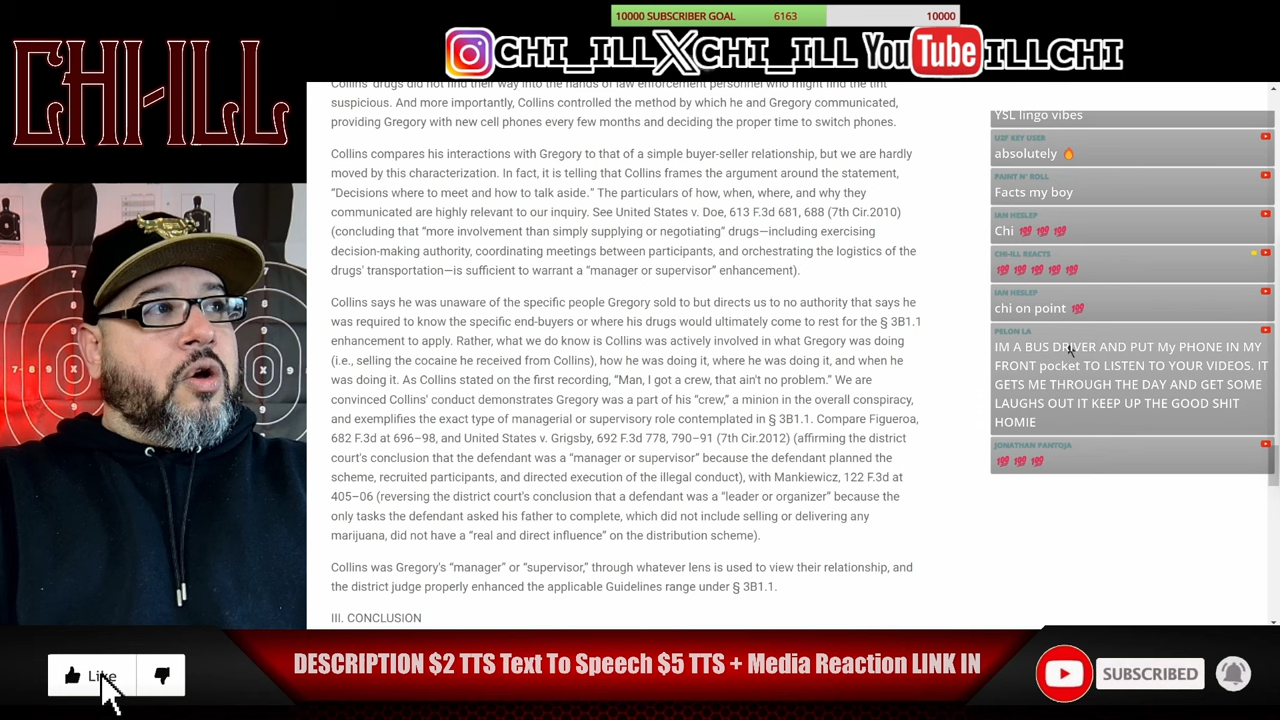 10000 SUBSCRIBER GOAL 6163 10000
CHI-ILL
CHI_ILL X CHI_ILL YouTube ILLCHI
Collins' drugs did not find their way into the hands of law enforcement personnel who might find the tint
suspicious. And more importantly, Collins controlled the method by which he and Gregory communicated,
providing Gregory with new cell phones every few months and deciding the proper time to switch phones.
Collins compares his interactions with Gregory to that of a simple buyer-seller relationship, but we are hardly
moved by this characterization. In fact, it is telling that Collins frames the argument around the statement,
“Decisions where to meet and how to talk aside.” The particulars of how, when, where, and why they
communicated are highly relevant to our inquiry. See United States v. Doe, 613 F.3d 681, 688 (7th Cir.2010)
(concluding that “more involvement than simply supplying or negotiating” drugs—including exercising
decision-making authority, coordinating meetings between participants, and orchestrating the logistics of the
drugs' transportation—is sufficient to warrant a “manager or supervisor” enhancement).
Collins says he was unaware of the specific people Gregory sold to but directs us to no authority that says he
was required to know the specific end-buyers or where his drugs would ultimately come to rest for the § 3B1.1
enhancement to apply. Rather, what we do know is Collins was actively involved in what Gregory was doing
(i.e., selling the cocaine he received from Collins), how he was doing it, where he was doing it, and when he
was doing it. As Collins stated on the first recording, “Man, I got a crew, that ain't no problem.” We are
convinced Collins' conduct demonstrates Gregory was a part of his “crew,” a minion in the overall conspiracy,
and exemplifies the exact type of managerial or supervisory role contemplated in § 3B1.1. Compare Figueroa,
682 F.3d at 696–98, and United States v. Grigsby, 692 F.3d 778, 790–91 (7th Cir.2012) (affirming the district
court's conclusion that the defendant was a “manager or supervisor” because the defendant planned the
scheme, recruited participants, and directed execution of the illegal conduct), with Mankiewicz, 122 F.3d at
405–06 (reversing the district court's conclusion that a defendant was a “leader or organizer” because the
only tasks the defendant asked his father to complete, which did not include selling or delivering any
marijuana, did not have a “real and direct influence” on the distribution scheme).
Collins was Gregory's “manager” or “supervisor,” through whatever lens is used to view their relationship, and
the district judge properly enhanced the applicable Guidelines range under § 3B1.1.
III. CONCLUSION
YSL lingo vibes
U2F KEY USER
absolutely 🔥
PAINT N' ROLL
Facts my boy
IAN HESLEP
Chi 💯 💯 💯
CHI-ILL REACTS
💯 💯 💯 💯 💯
IAN HESLEP
chi on point 💯
PELON LA
IM A BUS DRIVER AND PUT My PHONE IN MY
FRONT pocket TO LISTEN TO YOUR VIDEOS. IT
GETS ME THROUGH THE DAY AND GET SOME
LAUGHS OUT IT KEEP UP THE GOOD SHIT
HOMIE
JONATHAN PANTOJA
💯 💯 💯
Like
DESCRIPTION $2 TTS Text To Speech $5 TTS + Media Reaction LINK IN
SUBSCRIBED